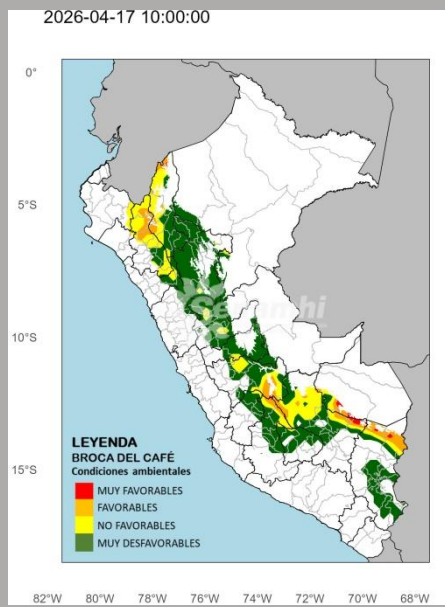 2026-04-17 10:00:00
0°
5°S
10°S
15°S
Senamhi
LEYENDA
BROCA DEL CAFÉ
Condiciones ambientales
MUY FAVORABLES
FAVORABLES
NO FAVORABLES
MUY DESFAVORABLES
82°W 80°W 78°W 76°W 74°W 72°W 70°W 68°W